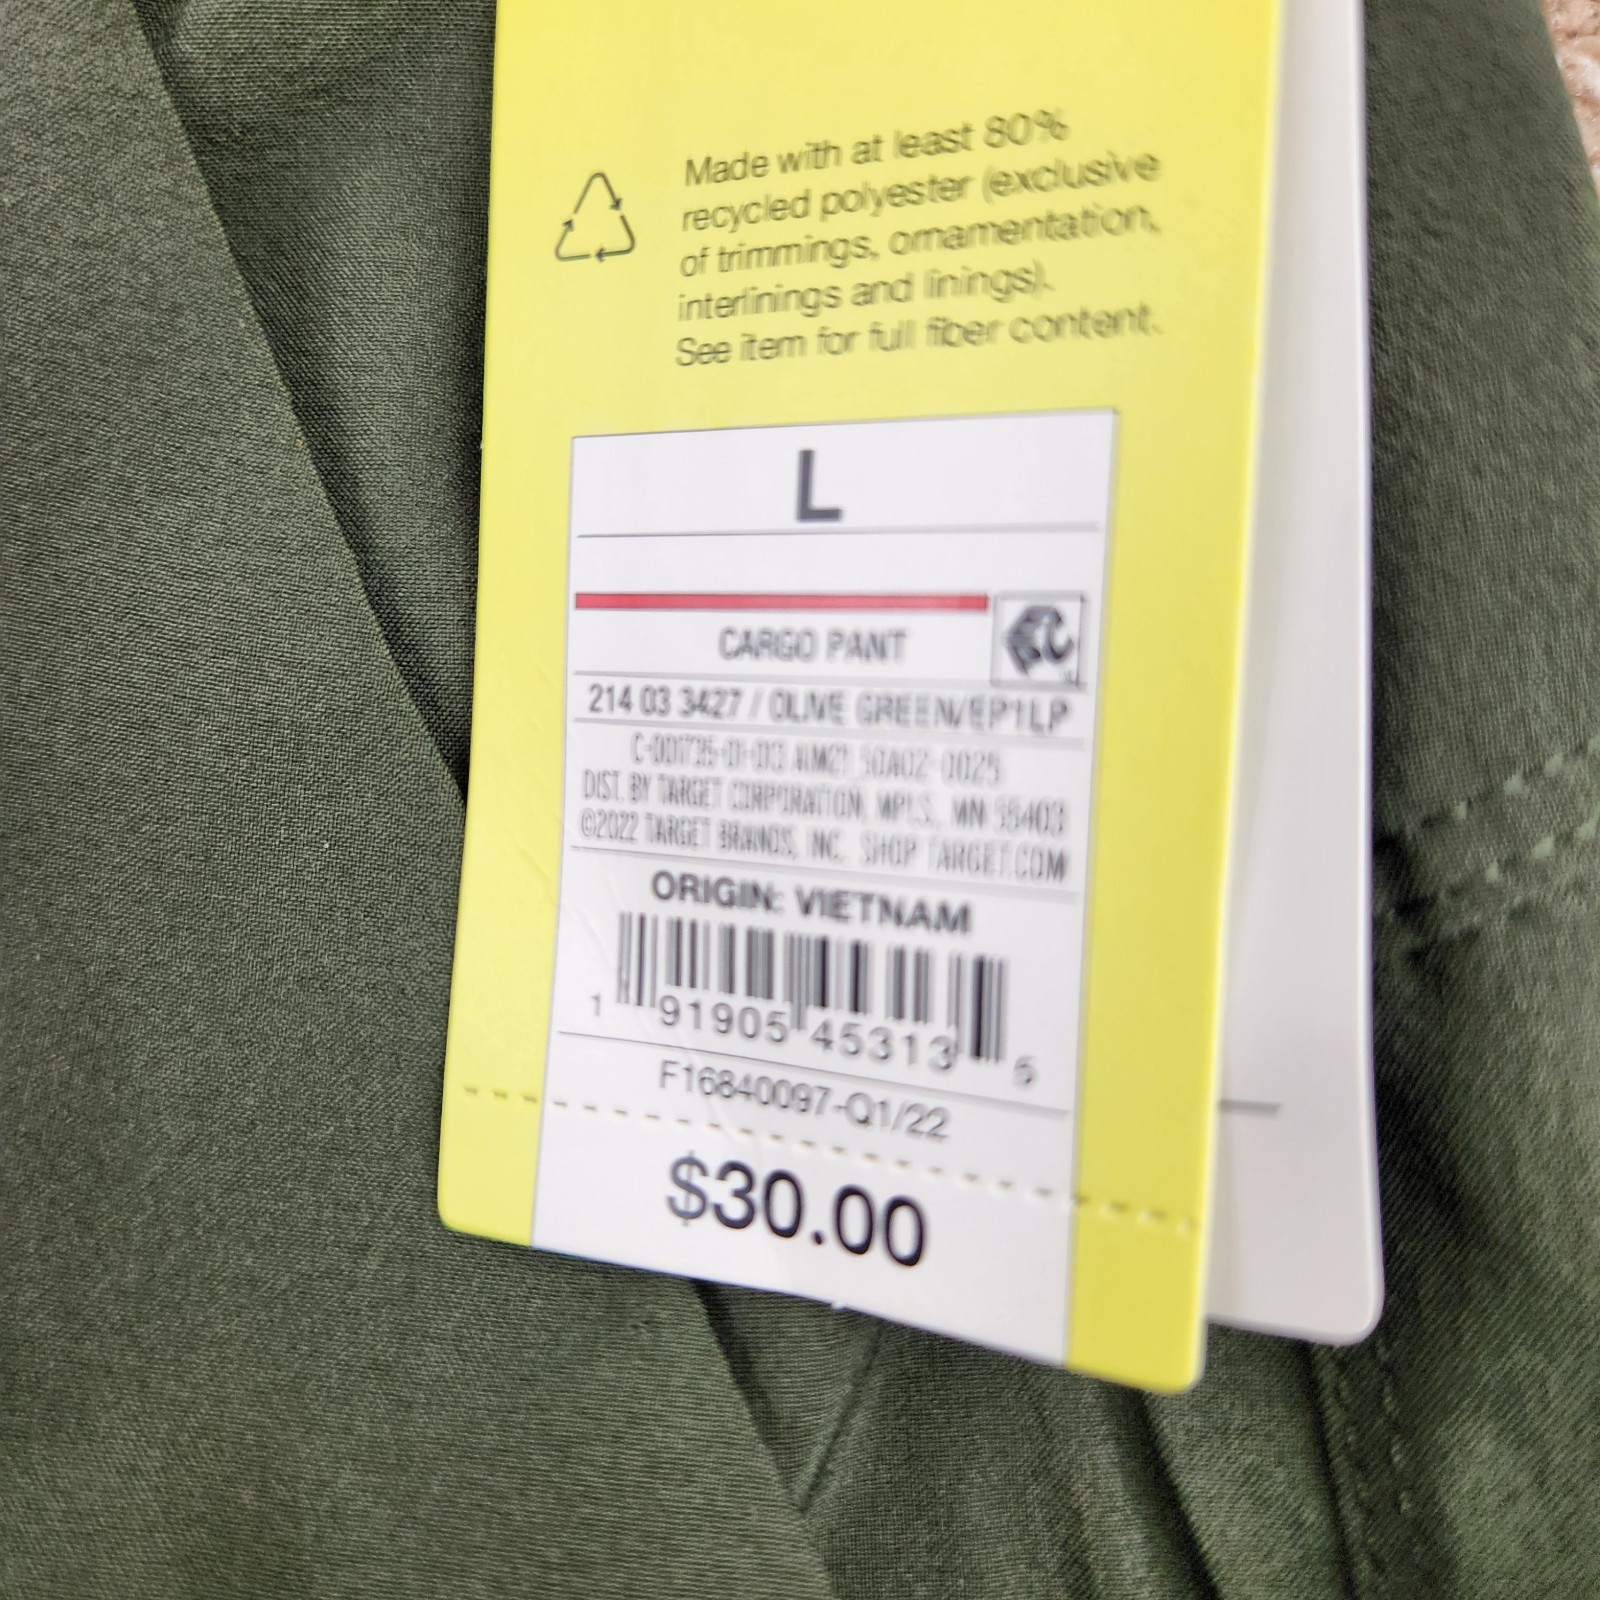 Made with at least 80%
recycled polyester (exclusive
of trimmings, ornamentation,
interlinings and linings).
See item for full fiber content.
L
CARGO PANT
214 03 3427 / OLIVE GREEN/EP1LP
DIST. BY TARGET CORPORATION, MPLS., MN 55403
©2022 TARGET BRANDS, INC. SHOP TARGET.COM
ORIGIN: VIETNAM
1 91905 45313 5
F16840097-Q1/22
$30.00